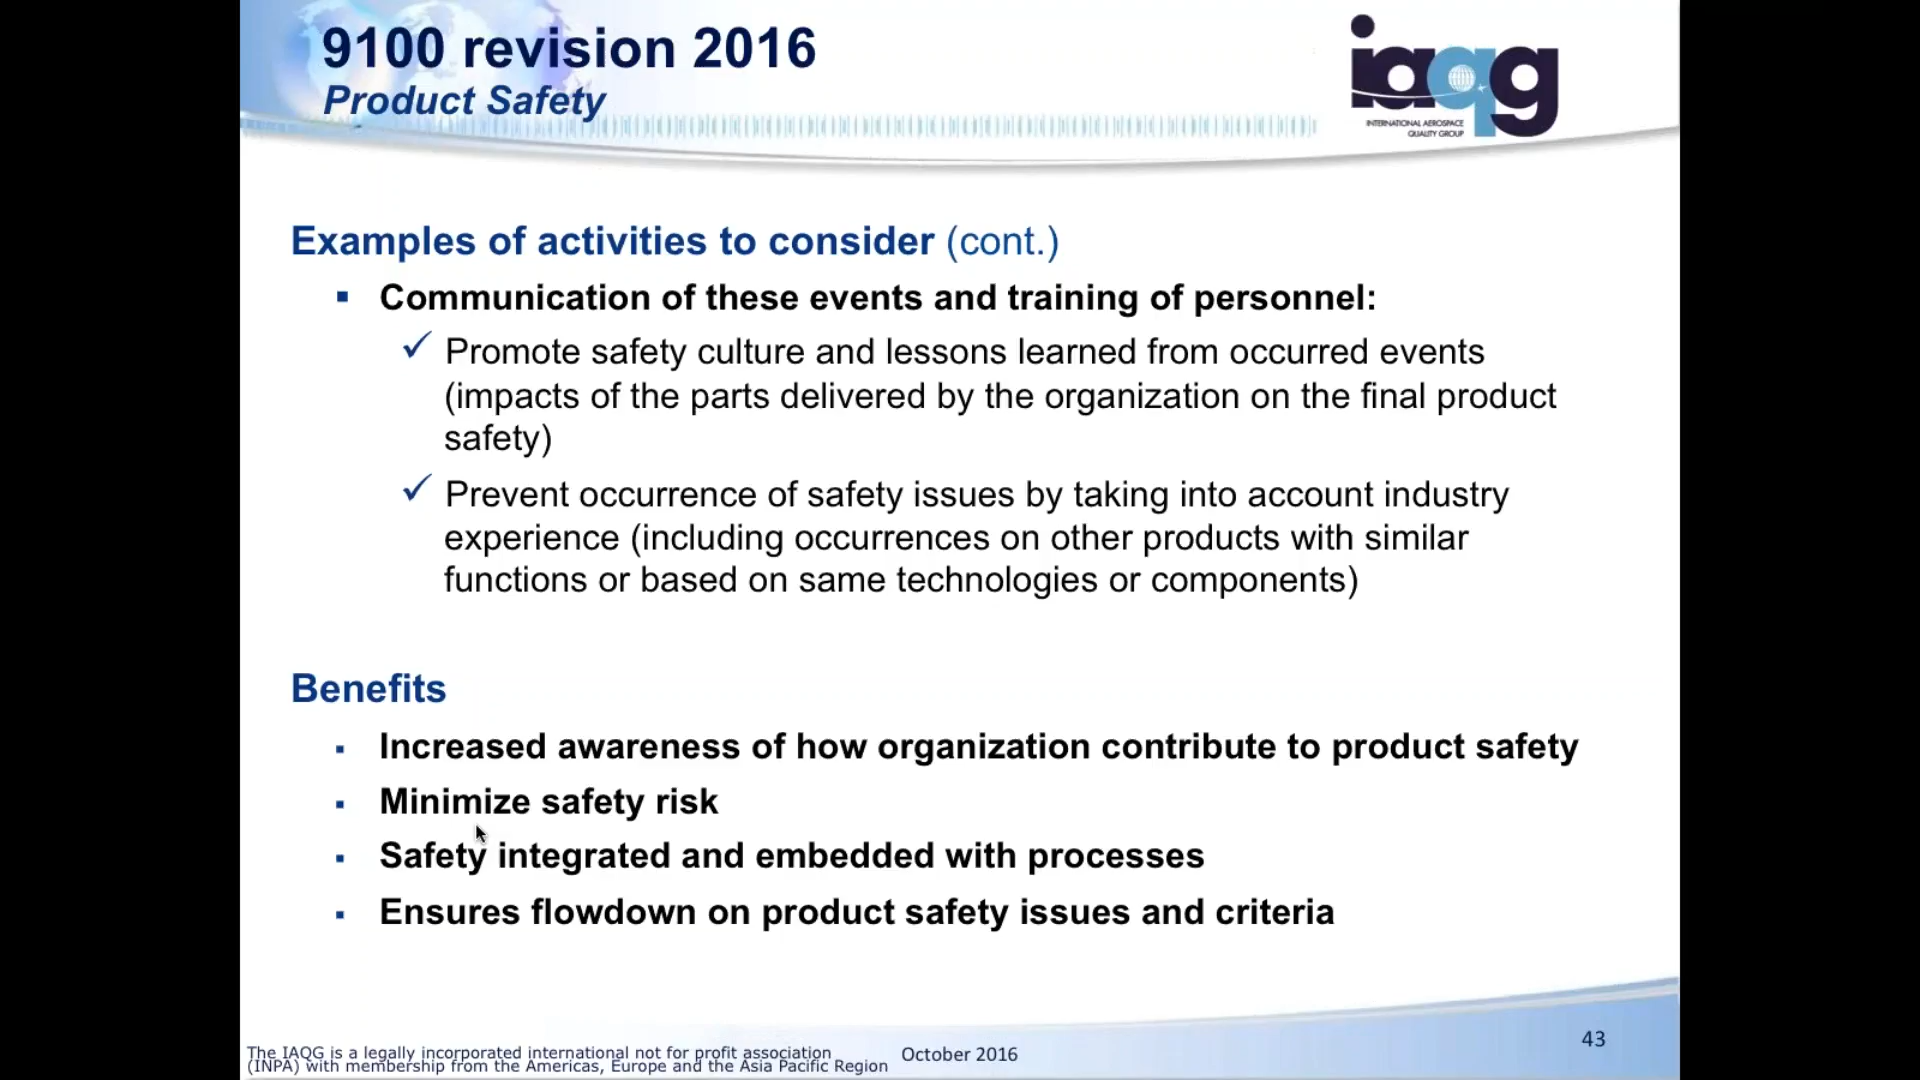 9100 revision 2016
Product Safety
iaqg
INTERNATIONAL AEROSPACE
QUALITY GROUP
Examples of activities to consider (cont.)
Communication of these events and training of personnel:
Promote safety culture and lessons learned from occurred events
(impacts of the parts delivered by the organization on the final product
safety)
Prevent occurrence of safety issues by taking into account industry
experience (including occurrences on other products with similar
functions or based on same technologies or components)
Benefits
Increased awareness of how organization contribute to product safety
Minimize safety risk
Safety integrated and embedded with processes
Ensures flowdown on product safety issues and criteria
The IAQG is a legally incorporated international not for profit association
(INPA) with membership from the Americas, Europe and the Asia Pacific Region
October 2016
43